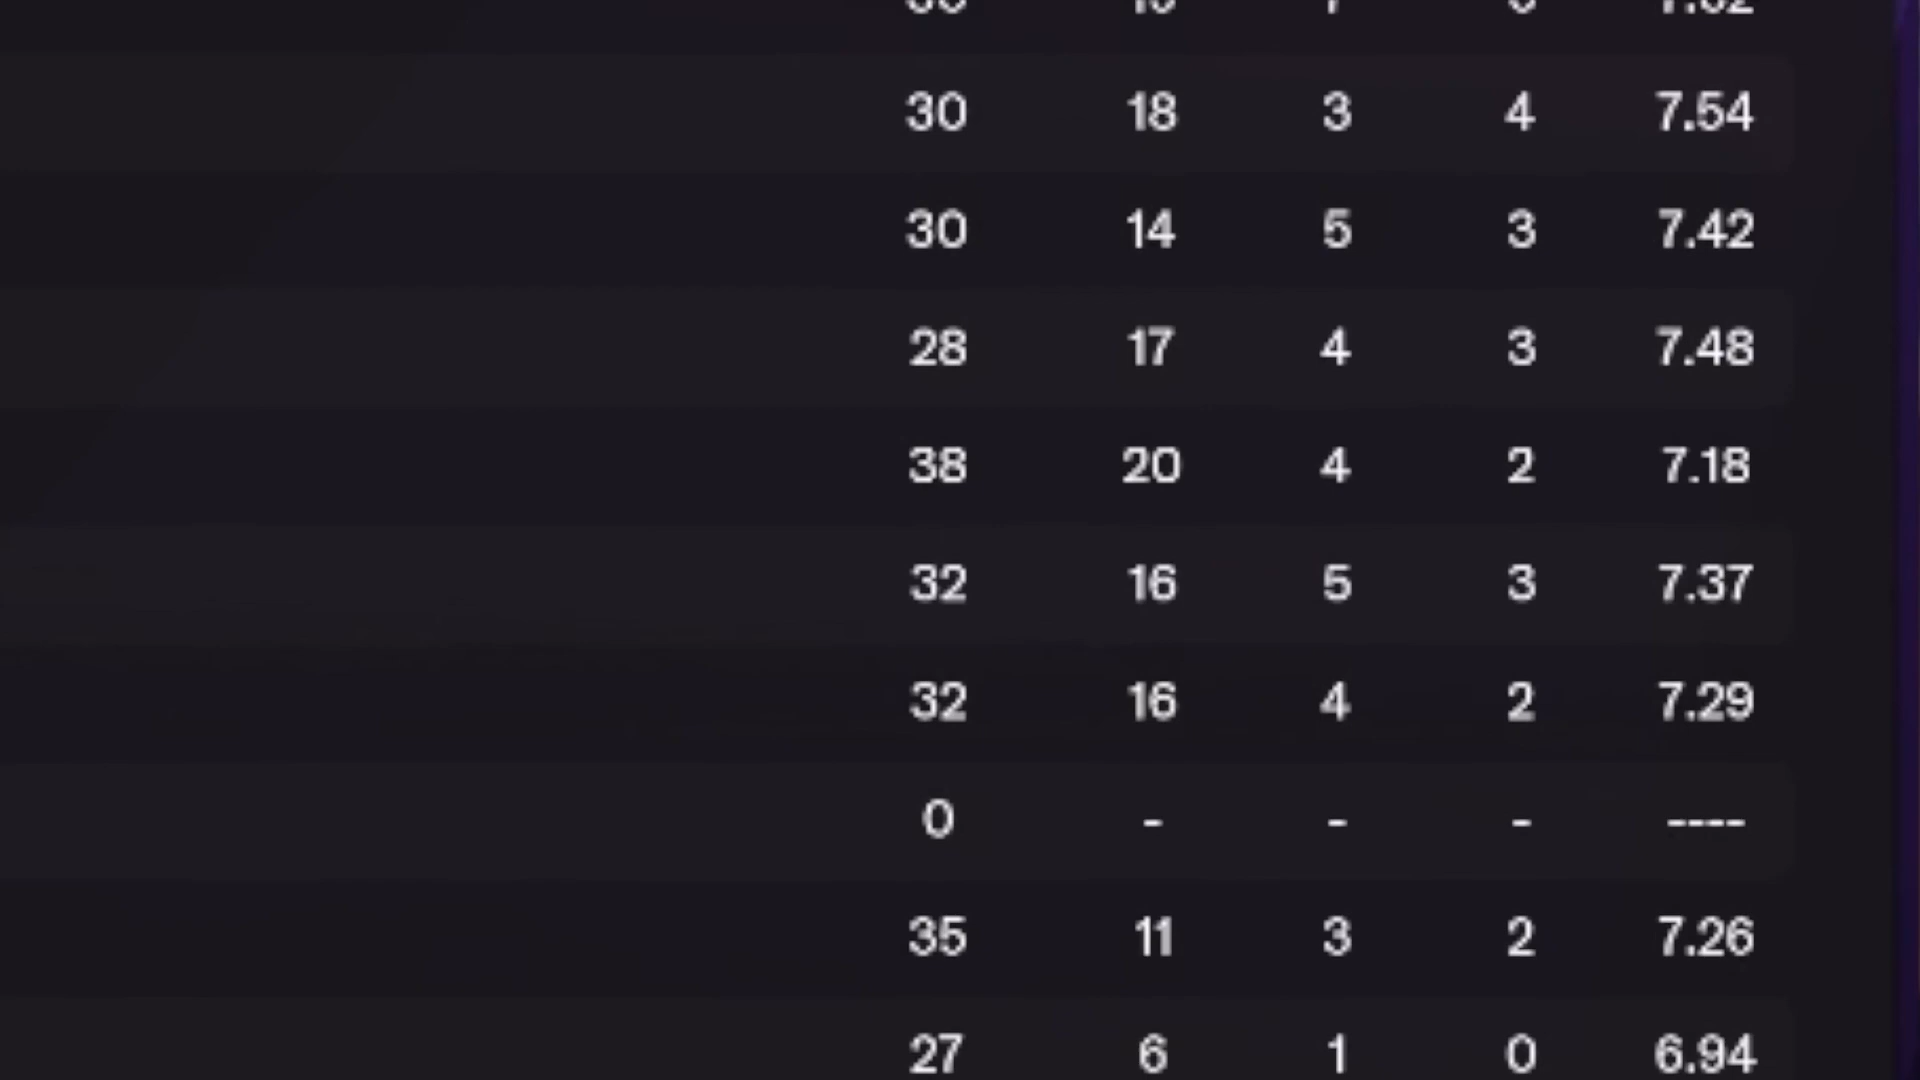 30 18 3 4 7.54
30 14 5 3 7.42
28 17 4 3 7.48
38 20 4 2 7.18
32 16 5 3 7.37
32 16 4 2 7.29
0 - - - ----
35 11 3 2 7.26
27 6 1 0 6.94